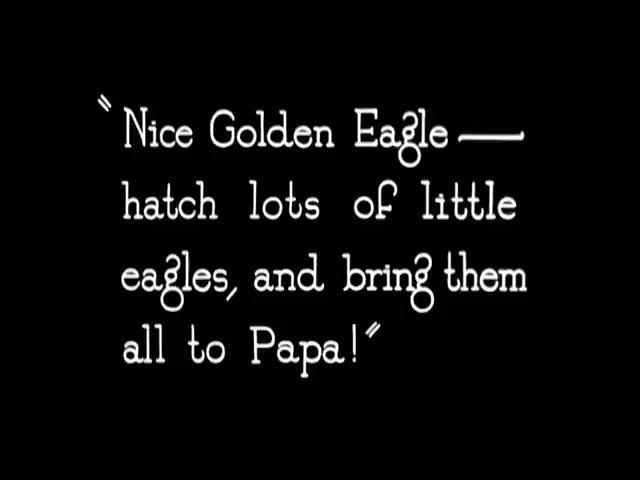 "Nice Golden Eagle —
hatch lots of little
eagles, and bring them
all to Papa!"